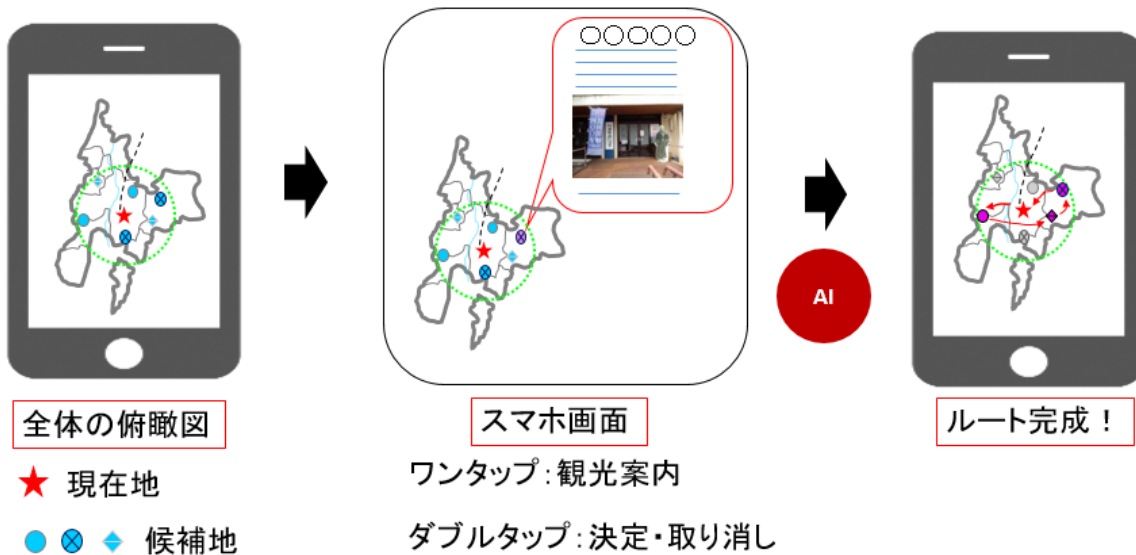 〇〇〇〇〇
AI
全体の俯瞰図
スマホ画面
ルート完成！
★ 現在地
候補地
ワンタップ：観光案内
ダブルタップ：決定・取り消し